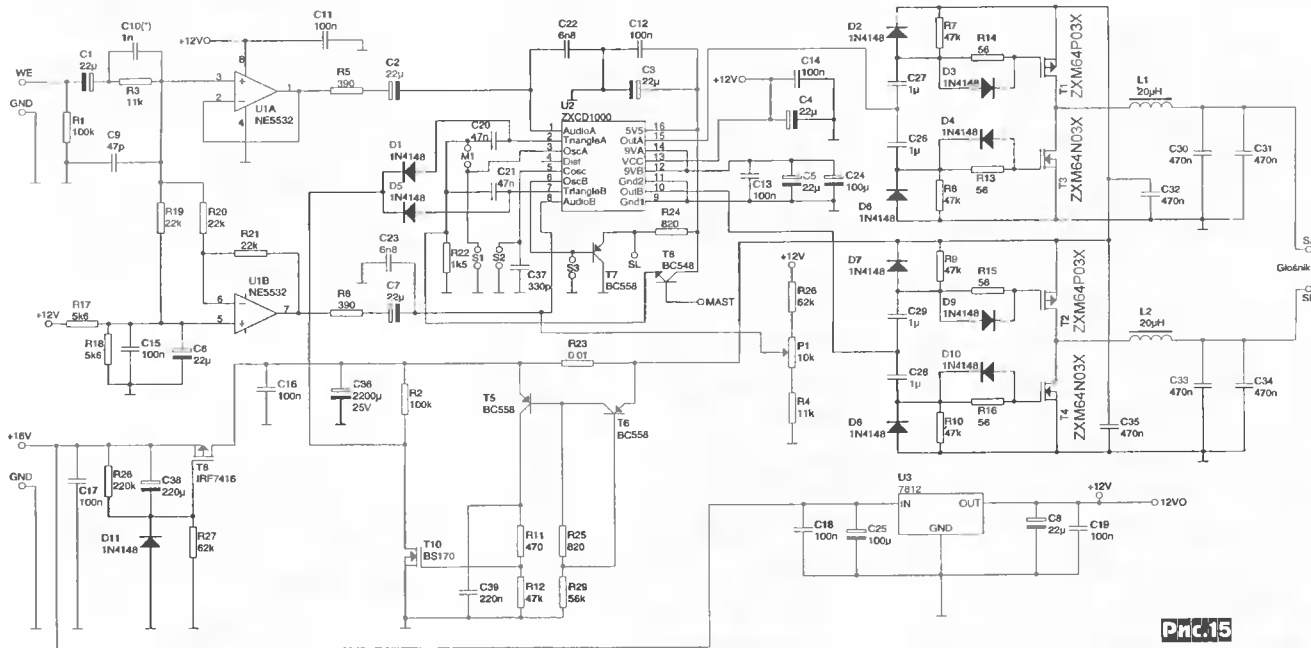 C10(*)
1n
C11
100n
+12V
C1
22µ
WE
GND
R3
11k
R1
100k
C9
47p
3
2
8
4
1
U1A
NE5532
R5
390
C2
22µ
C22
6n8
C12
100n
C3
22µ
U2
ZXCD1000
1 AudioA
2 TriangleA
3 OscA
4 Dist
5 Cosc
6 OscB
7 TriangleB
8 AudioB
5V5 16
OutA 15
9VA 14
VCC 13
9VB 12
Gnd2 11
OutB 10
Gnd1 9
C20
47n
M1
C21
47n
D1
1N4148
D5
1N4148
R22
1k5
S1
S2
C37
330p
S3
T7
BC558
SL
R24
820
T8
BC548
MAST
+12V
C14
100n
C4
22µ
C13
100n
C5
22µ
C24
100µ
D2
1N4148
R7
47k
R14
56
C27
1µ
D3
1N4148
T1
ZXM64P03X
D4
1N4148
C26
1µ
R13
56
R8
47k
D6
1N4148
T3
ZXM64N03X
L1
20µH
C30
470n
C31
470n
C32
470n
Głośnik
D7
1N4148
R9
47k
R15
56
D9
1N4148
C29
1µ
T2
ZXM64P03X
D10
1N4148
C28
1µ
R16
56
R10
47k
D6
1N4148
T4
ZXM64N03X
L2
20µH
C33
470n
C34
470n
C35
470n
R19
22k
R20
22k
R21
22k
U1B
NE5532
6
5
7
R17
5k6
+12V
R18
5k6
C15
100n
C6
22µ
R6
390
C23
6n8
C7
22µ
R26
62k
P1
10k
R4
11k
R23
0.01
C16
100n
C36
2200µ
25V
R2
100k
T5
BC558
T6
BC558
+16V
GND
C17
100n
R26
220k
C38
220µ
T8
IRF7416
D11
1N4148
R27
62k
T10
BS170
C39
220n
R11
470
R12
47k
R25
820
R29
56k
U3
7812
IN
OUT
GND
C18
100n
C25
100µ
C8
22µ
C19
100n
+12V
12VO
Рис.15